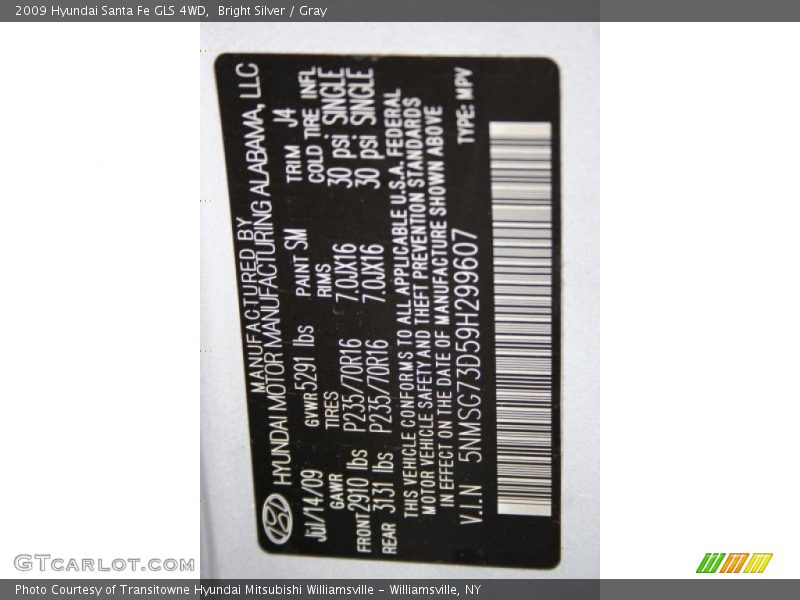 2009 Hyundai Santa Fe GLS 4WD, Bright Silver / Gray
MANUFACTURED BY
HYUNDAI MOTOR MANUFACTURING ALABAMA, LLC
Jul/14/09 GVWR 5291 lbs PAINT SM TRIM J4
GAWR TIRES RIMS COLD TIRE INFL
FRONT 2910 lbs P235/70R16 7.0JX16 30 psi SINGLE
REAR 3131 lbs P235/70R16 7.0JX16 30 psi SINGLE
THIS VEHICLE CONFORMS TO ALL APPLICABLE U.S.A. FEDERAL
MOTOR VEHICLE SAFETY AND THEFT PREVENTION STANDARDS
IN EFFECT ON THE DATE OF MANUFACTURE SHOWN ABOVE
V.I.N 5NMSG73D59H299607 TYPE: MPV
GTcarlot.com
Photo Courtesy of Transitowne Hyundai Mitsubishi Williamsville - Williamsville, NY